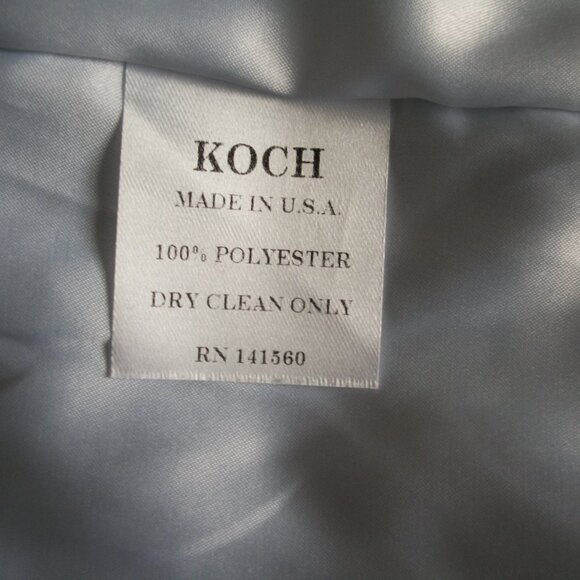 KOCH
MADE IN U.S.A.
100% POLYESTER
DRY CLEAN ONLY
RN 141560